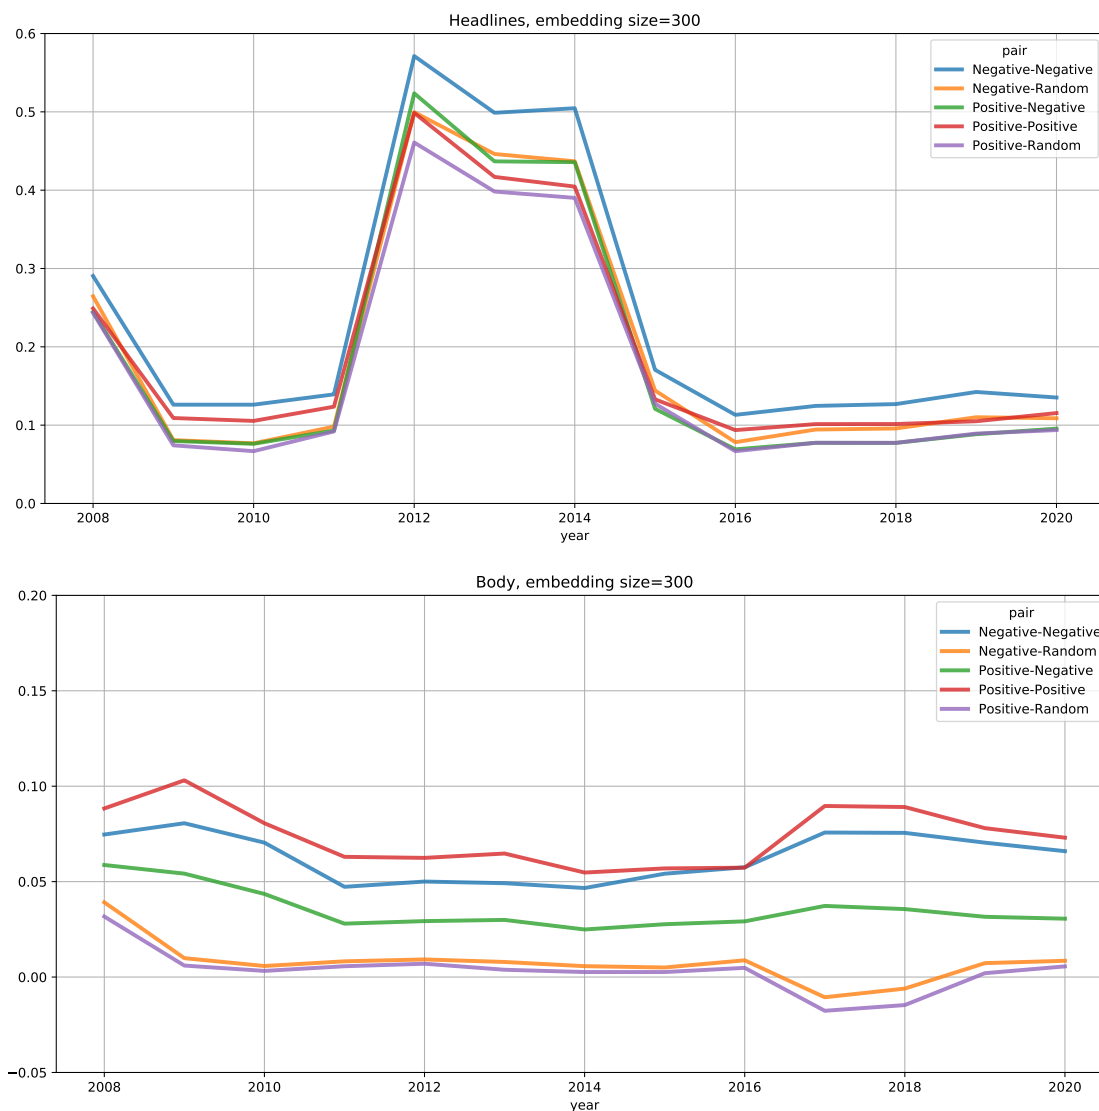 Headlines, embedding size=300
0.6
0.5
0.4
0.3
0.2
0.1
0.0
pair
Negative-Negative
Negative-Random
Positive-Negative
Positive-Positive
Positive-Random
2008 2010 2012 2014 2016 2018 2020
year
Body, embedding size=300
0.20
0.15
0.10
0.05
0.00
−0.05
pair
Negative-Negative
Negative-Random
Positive-Negative
Positive-Positive
Positive-Random
2008 2010 2012 2014 2016 2018 2020
year